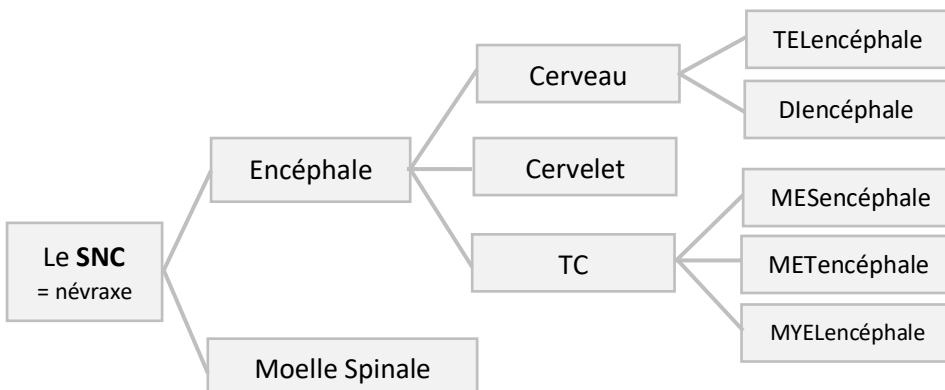 Le SNC
= névraxe
Encéphale
Moelle Spinale
Cerveau
Cervelet
TC
TELencéphale
DIencéphale
MESencéphale
METencéphale
MYELencéphale